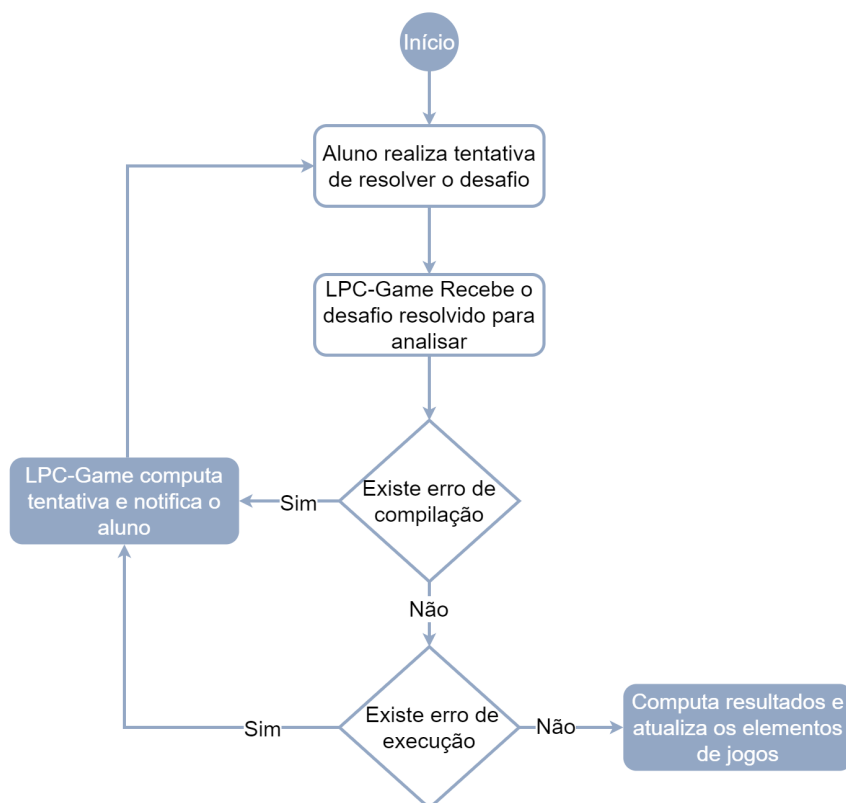 Início
Aluno realiza tentativa
de resolver o desafio
LPC-Game Recebe o
desafio resolvido para
analisar
LPC-Game computa
tentativa e notifica o
aluno
Sim
Existe erro de
compilação
Não
Sim
Existe erro de
execução
Não
Computa resultados e
atualiza os elementos
de jogos